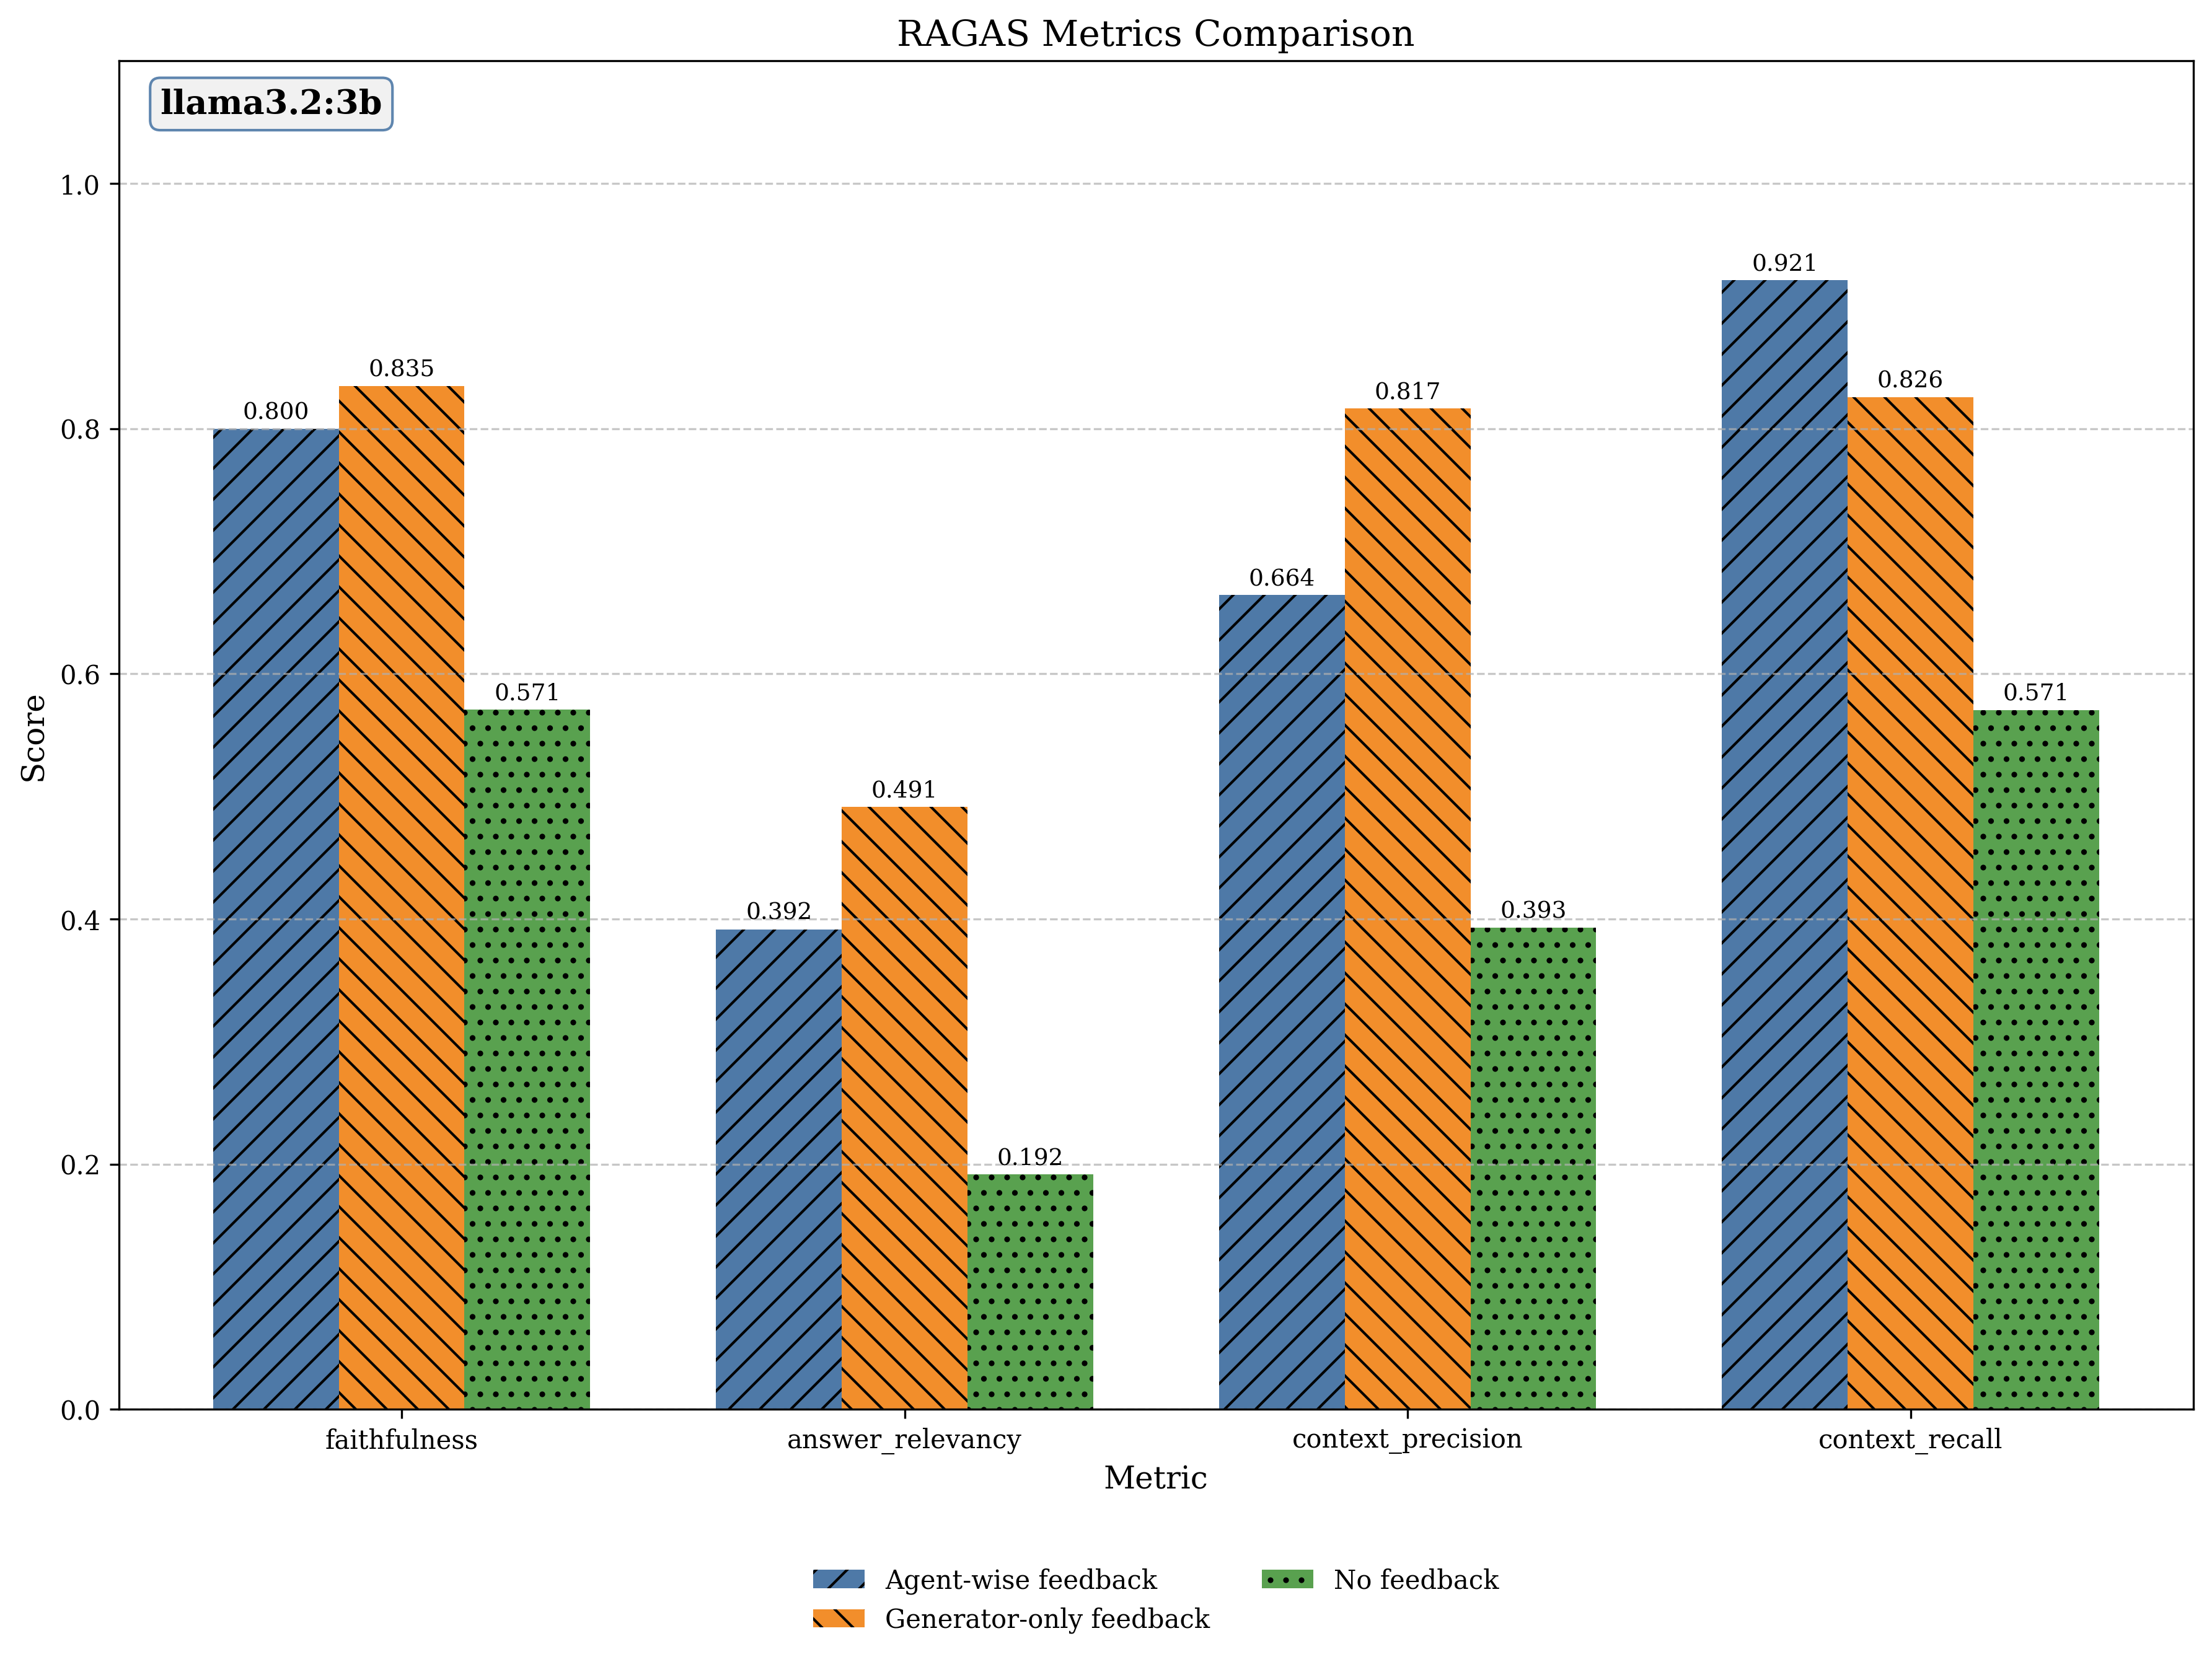 RAGAS Metrics Comparison
llama3.2:3b
Score
1.0
0.8
0.6
0.4
0.2
0.0
0.800
0.835
0.571
0.392
0.491
0.192
0.664
0.817
0.393
0.921
0.826
0.571
faithfulness
answer_relevancy
context_precision
context_recall
Metric
Agent-wise feedback
Generator-only feedback
No feedback